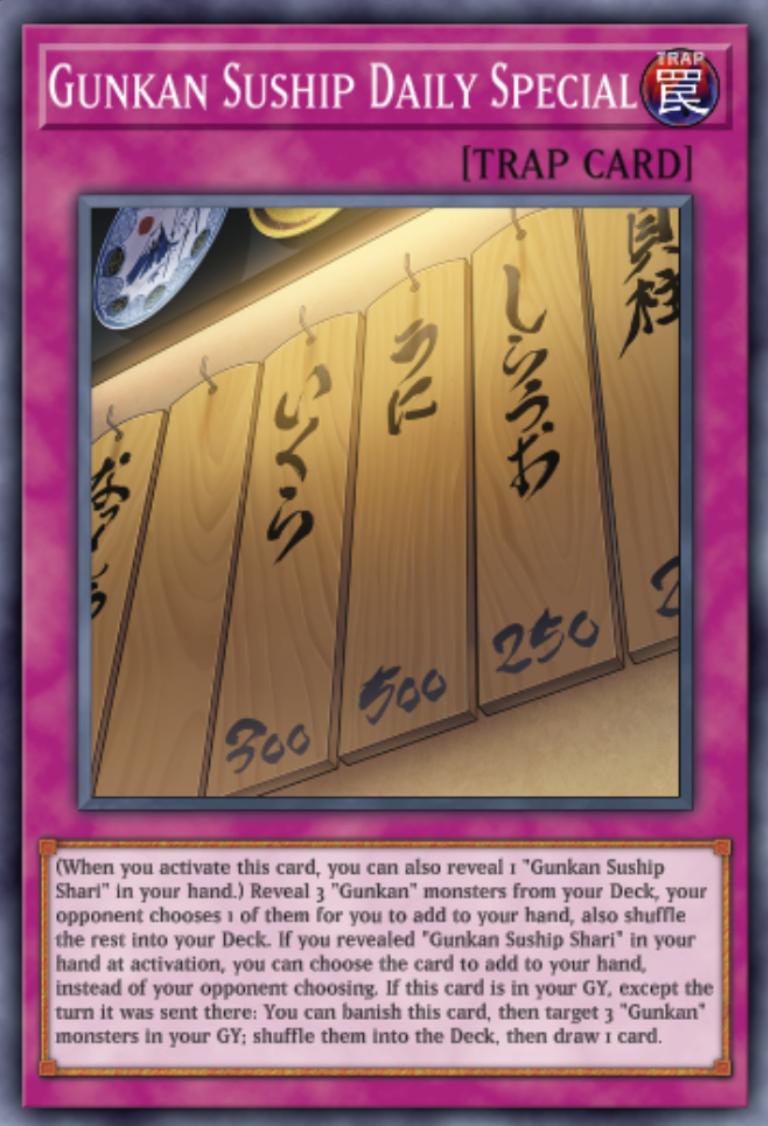 GUNKAN SUSHIP DAILY SPECIAL
TRAP
罠
[TRAP CARD]
いくら
300
うに
500
しらうお
250
貝柱
2
(When you activate this card, you can also reveal 1 "Gunkan Suship
Shari" in your hand.) Reveal 3 "Gunkan" monsters from your Deck, your
opponent chooses 1 of them for you to add to your hand, also shuffle
the rest into your Deck. If you revealed "Gunkan Suship Shari" in your
hand at activation, you can choose the card to add to your hand,
instead of your opponent choosing. If this card is in your GY, except the
turn it was sent there: You can banish this card, then target 3 "Gunkan"
monsters in your GY; shuffle them into the Deck, then draw 1 card.